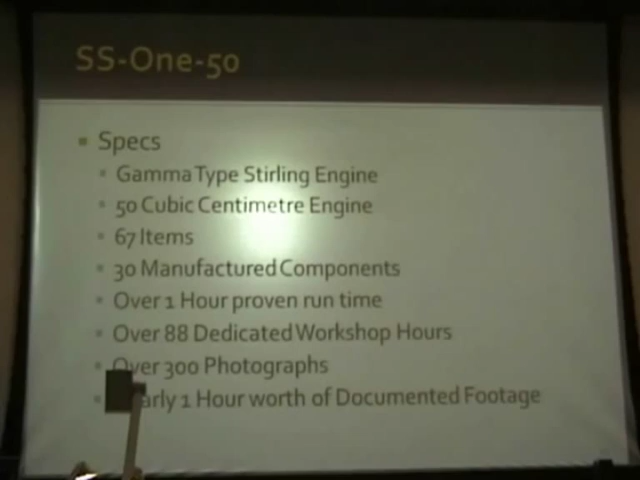 SS-One-50
Specs
Gamma Type Stirling Engine
50 Cubic Centimetre Engine
67 Items
30 Manufactured Components
Over 1 Hour proven run time
Over 88 Dedicated Workshop Hours
Over 300 Photographs
arly 1 Hour worth of Documented Footage